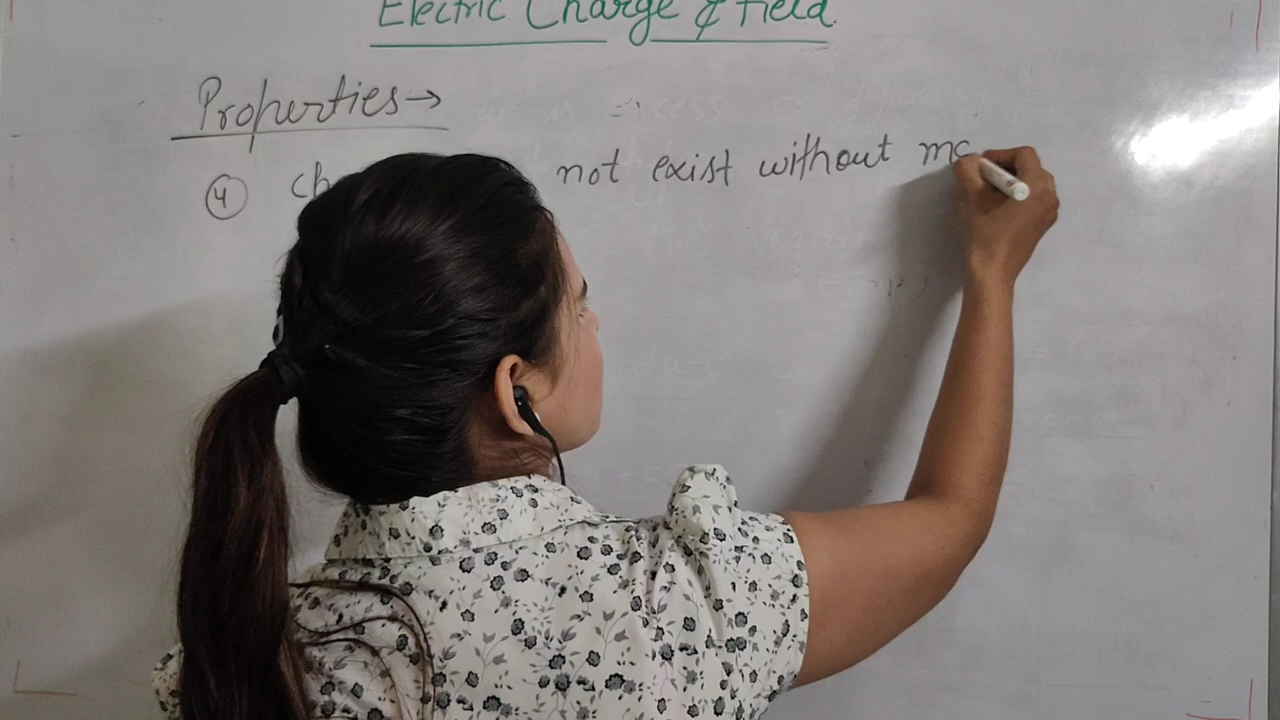 Electric Charge & Field
Properties→
4 ch not exist without ma